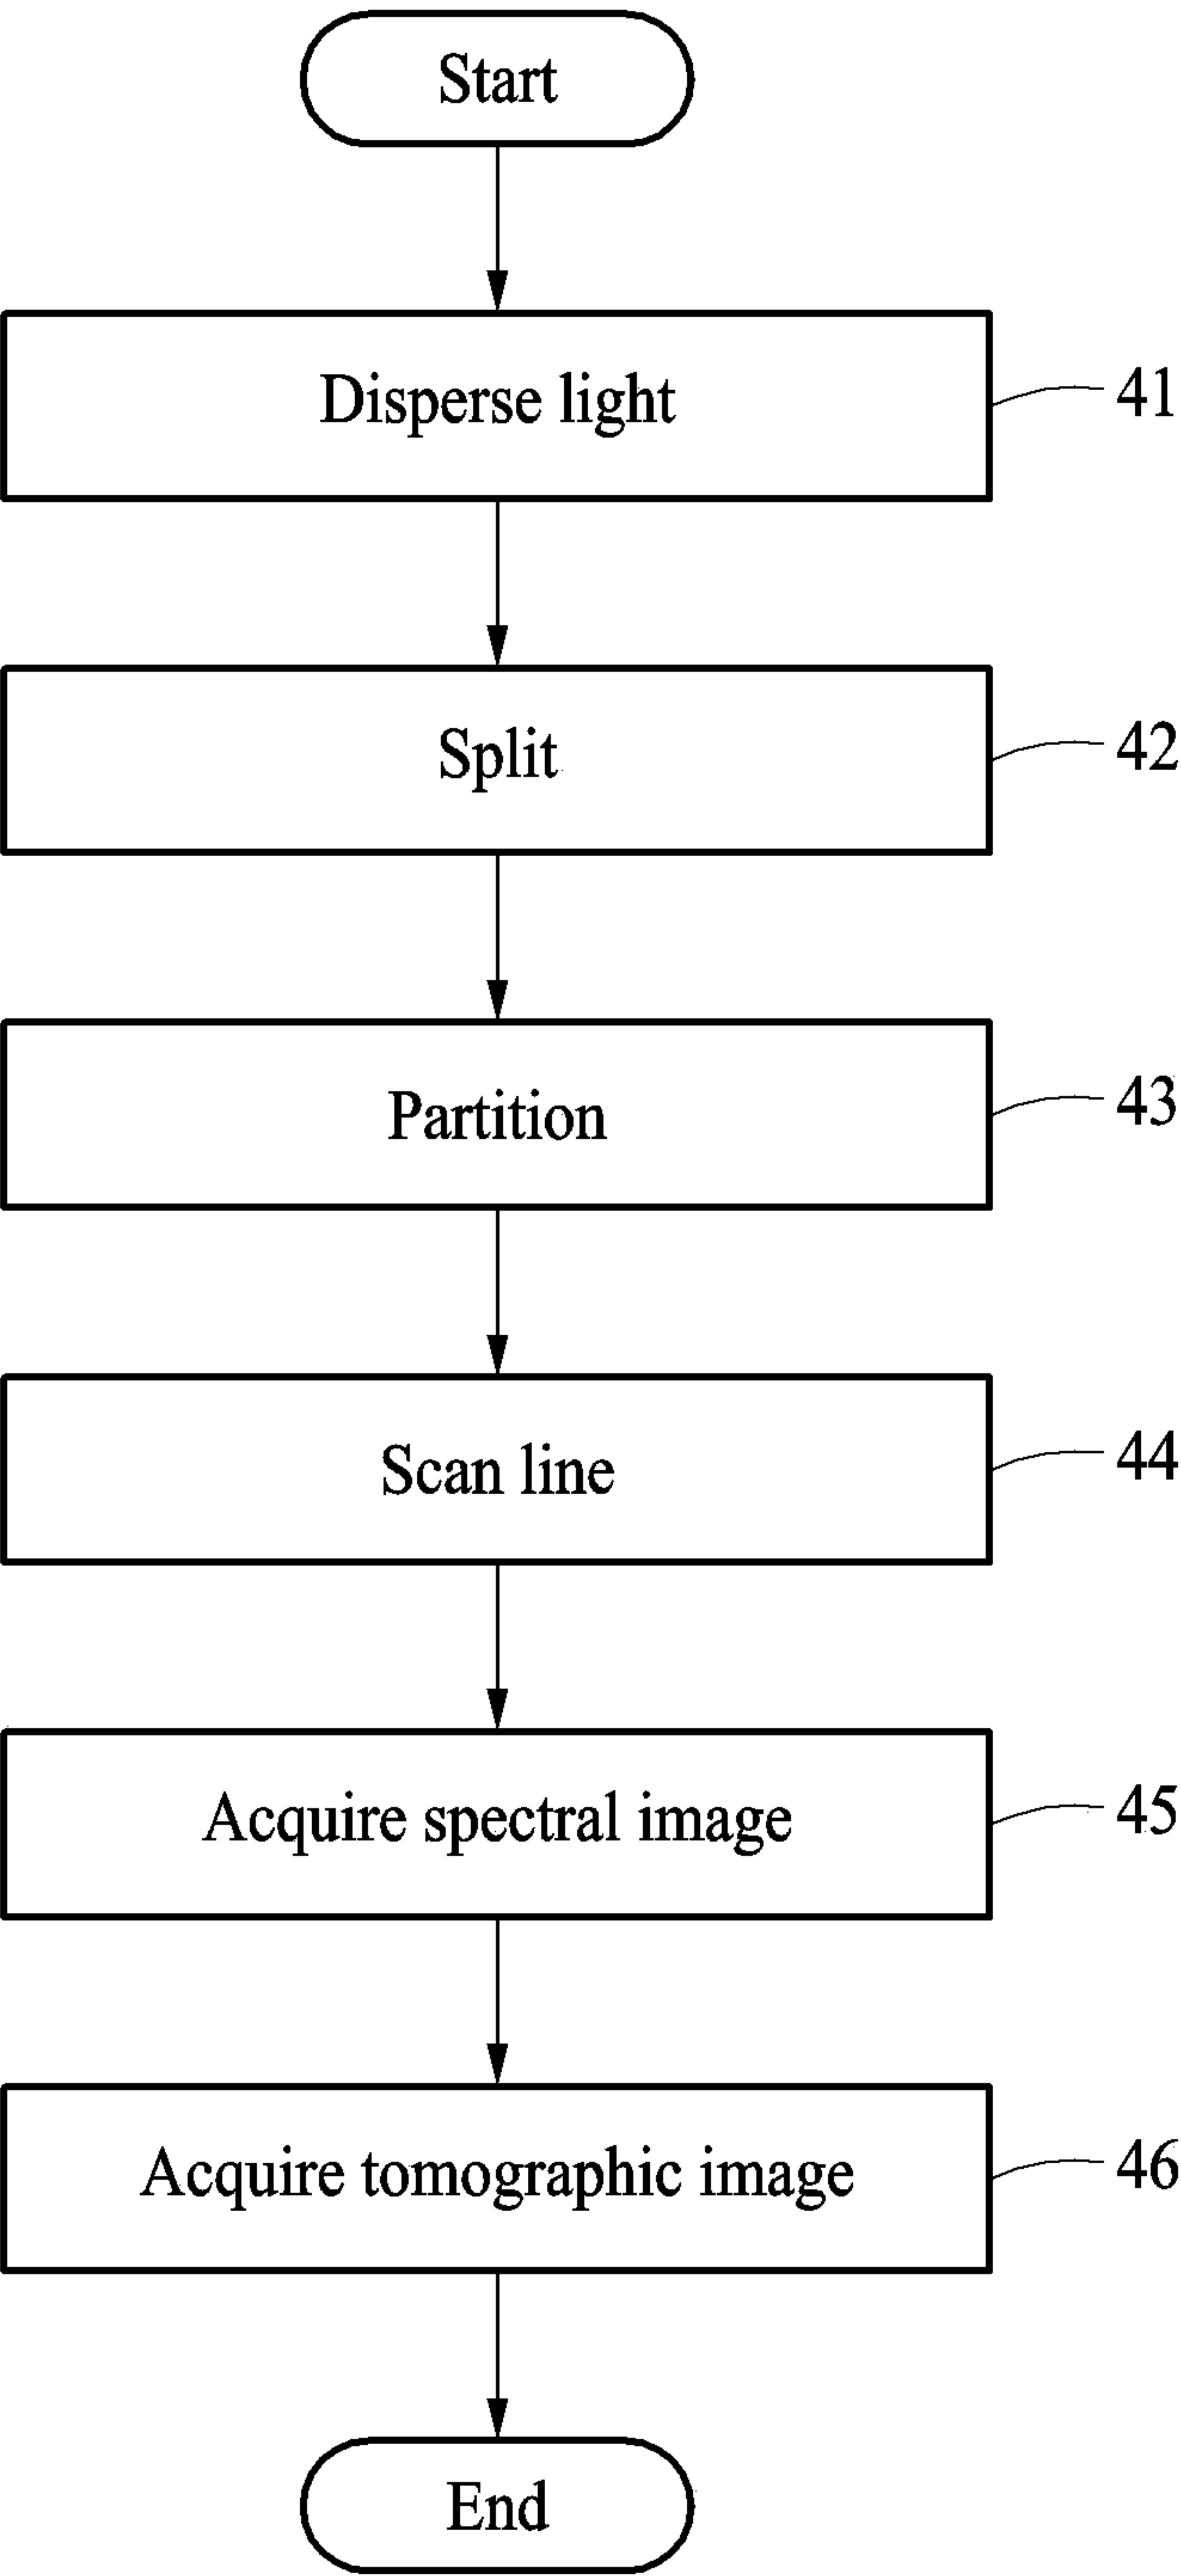 Start
Disperse light
41
Split
42
Partition
43
Scan line
44
Acquire spectral image
45
Acquire tomographic image
46
End